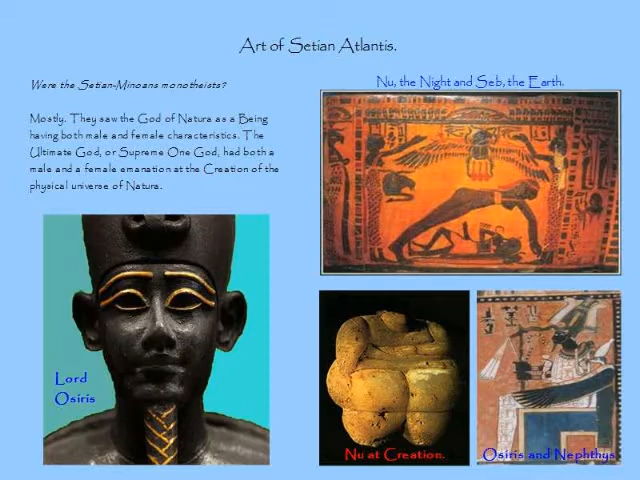 Art of Setian Atlantis.
Were the Setian-Minoans monotheists?
Mostly. They saw the God of Natura as a Being
having both male and female characteristics. The
Ultimate God, or Supreme One God, had both a
male and a female emanation at the Creation of the
physical universe of Natura.
Nu, the Night and Seb, the Earth.
Lord
Osiris
Nu at Creation.
Osiris and Nephthys